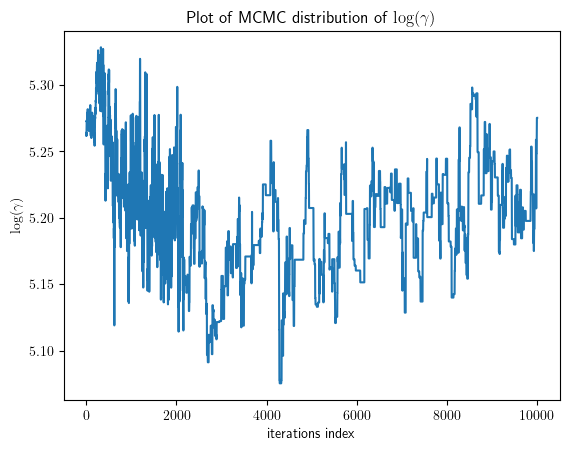 Plot of MCMC distribution of log(γ)
5.30
5.25
5.20
5.15
5.10
log(γ)
0 2000 4000 6000 8000 10000
iterations index